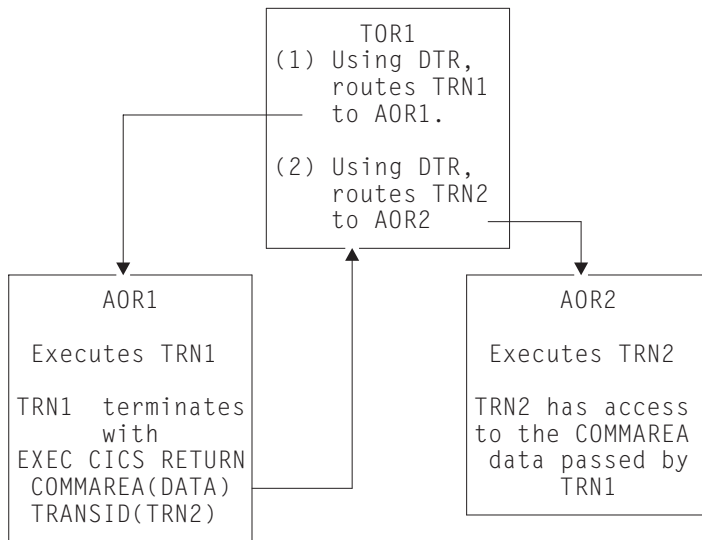 TOR1
(1) Using DTR,
routes TRN1
to AOR1.
(2) Using DTR,
routes TRN2
to AOR2
AOR1
Executes TRN1
TRN1 terminates
with
EXEC CICS RETURN
COMMAREA(DATA)
TRANSID(TRN2)
AOR2
Executes TRN2
TRN2 has access
to the COMMAREA
data passed by
TRN1